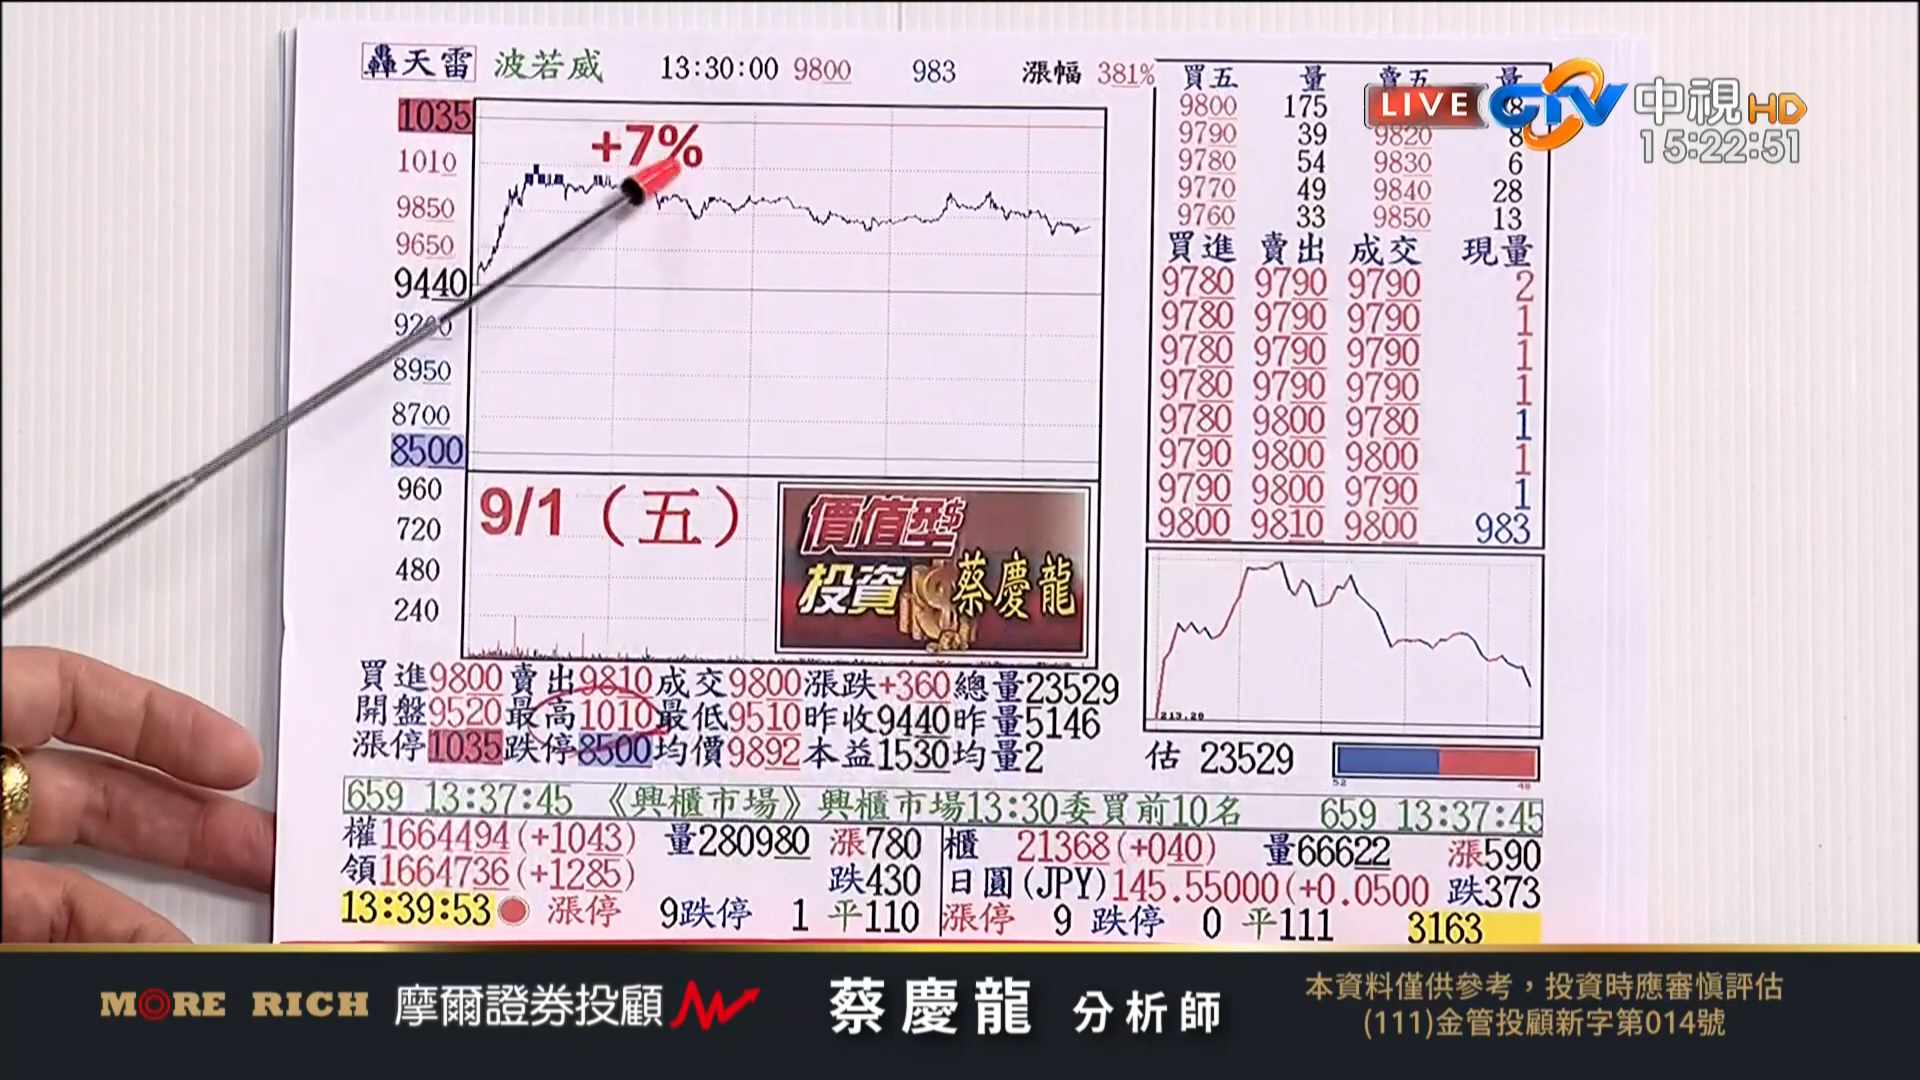 轟天雷 波若威 13:30:00 9800 983 漲幅 381%
LIVE CTV 中視HD
15:22:51
1035
1010
9850
9650
9440
8950
8700
8500
960
720
480
240
+7%
9/1（五）
價值型
投資 蔡慶龍
買五 量 賣五 量
9800 175
9790 39 9820 8
9780 54 9830 6
9770 49 9840 28
9760 33 9850 13
買進 賣出 成交 現量
9780 9790 9790 2
9780 9790 9790 1
9780 9790 9790 1
9780 9790 9790 1
9780 9800 9780 1
9790 9800 9800 1
9790 9800 9790 1
9800 9810 9800 983
213.20
估 23529
52 48
買進9800賣出9810成交9800漲跌+360總量23529
開盤9520最高1010最低9510昨收9440昨量5146
漲停1035跌停8500均價9892本益1530均量2
659 13:37:45 《興櫃市場》興櫃市場13:30委買前10名 659 13:37:45
權1664494(+1043) 量280980 漲780
領1664736(+1285) 跌430
13:39:53 漲停 9跌停 1 平110
櫃 21368(+040) 量66622 漲590
日圓(JPY)145.55000(+0.0500 跌373
漲停 9 跌停 0 平111 3163
MORE RICH 摩爾證券投顧 蔡慶龍 分析師
本資料僅供參考，投資時應審慎評估
(111)金管投顧新字第014號